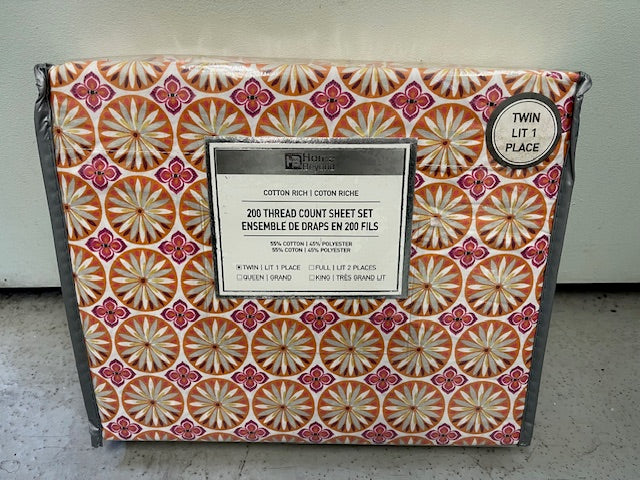 TWIN
LIT 1
PLACE
Home
Beyond
COTTON RICH | COTON RICHE
200 THREAD COUNT SHEET SET
ENSEMBLE DE DRAPS EN 200 FILS
55% COTTON | 45% POLYESTER
55% COTON | 45% POLYESTER
TWIN | LIT 1 PLACE FULL | LIT 2 PLACES
QUEEN | GRAND KING | TRÈS GRAND LIT